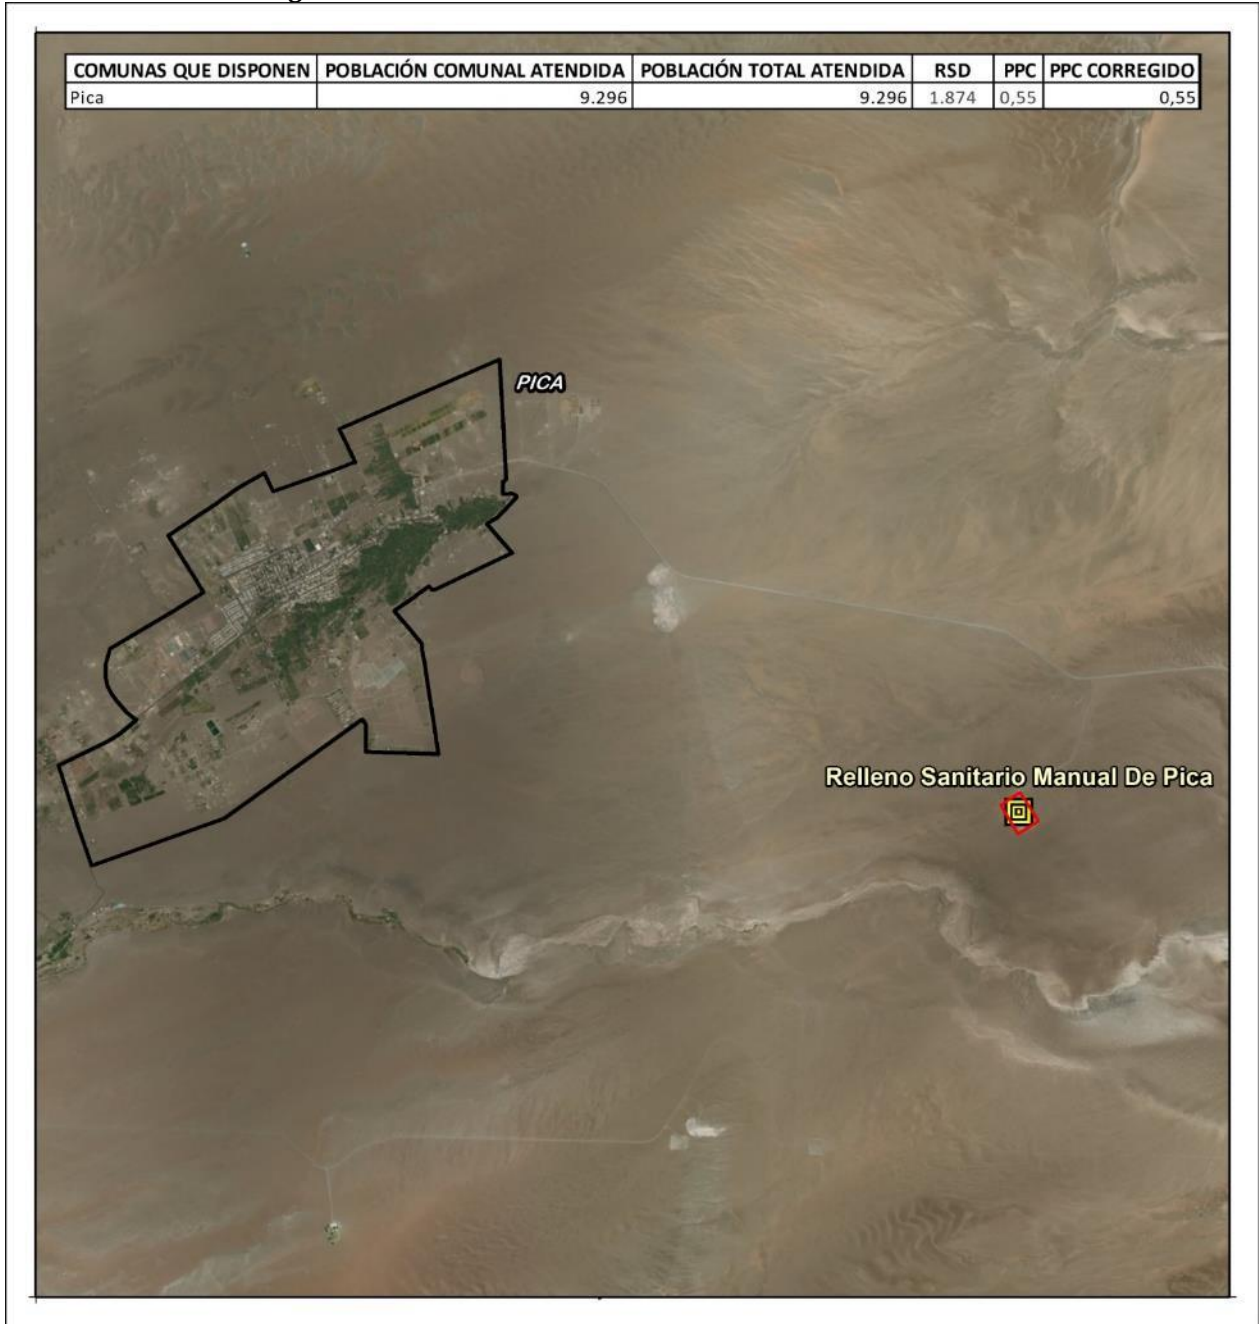 COMUNAS QUE DISPONEN POBLACIÓN COMUNAL ATENDIDA POBLACIÓN TOTAL ATENDIDA RSD PPC PPC CORREGIDO
Pica 9.296 9.296 1.874 0,55 0,55
PICA
Relleno Sanitario Manual De Pica